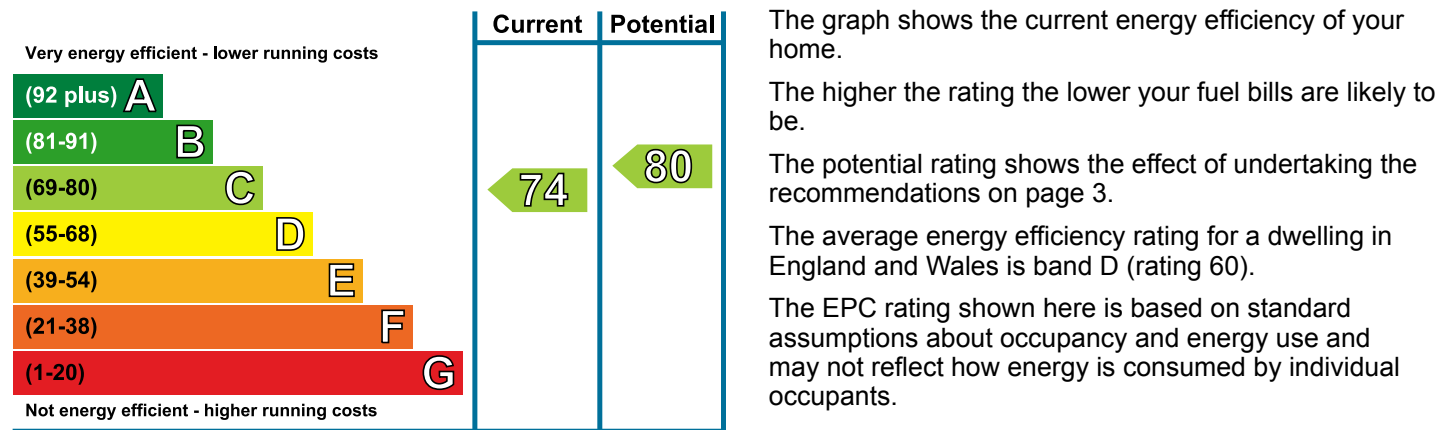 Current Potential
Very energy efficient - lower running costs
(92 plus) A
(81-91) B
(69-80) C
(55-68) D
(39-54) E
(21-38) F
(1-20) G
Not energy efficient - higher running costs
74
80
The graph shows the current energy efficiency of your
home.
The higher the rating the lower your fuel bills are likely to
be.
The potential rating shows the effect of undertaking the
recommendations on page 3.
The average energy efficiency rating for a dwelling in
England and Wales is band D (rating 60).
The EPC rating shown here is based on standard
assumptions about occupancy and energy use and
may not reflect how energy is consumed by individual
occupants.